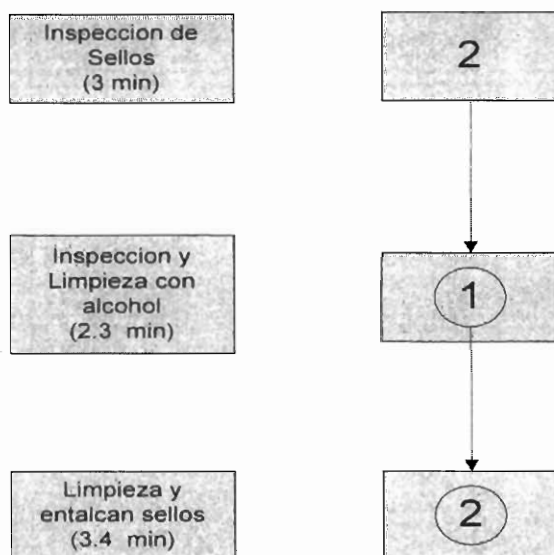 Inspeccion de
Sellos
(3 min)
2
Inspeccion y
Limpieza con
alcohol
(2.3 min)
1
Limpieza y
entalcan sellos
(3.4 min)
2